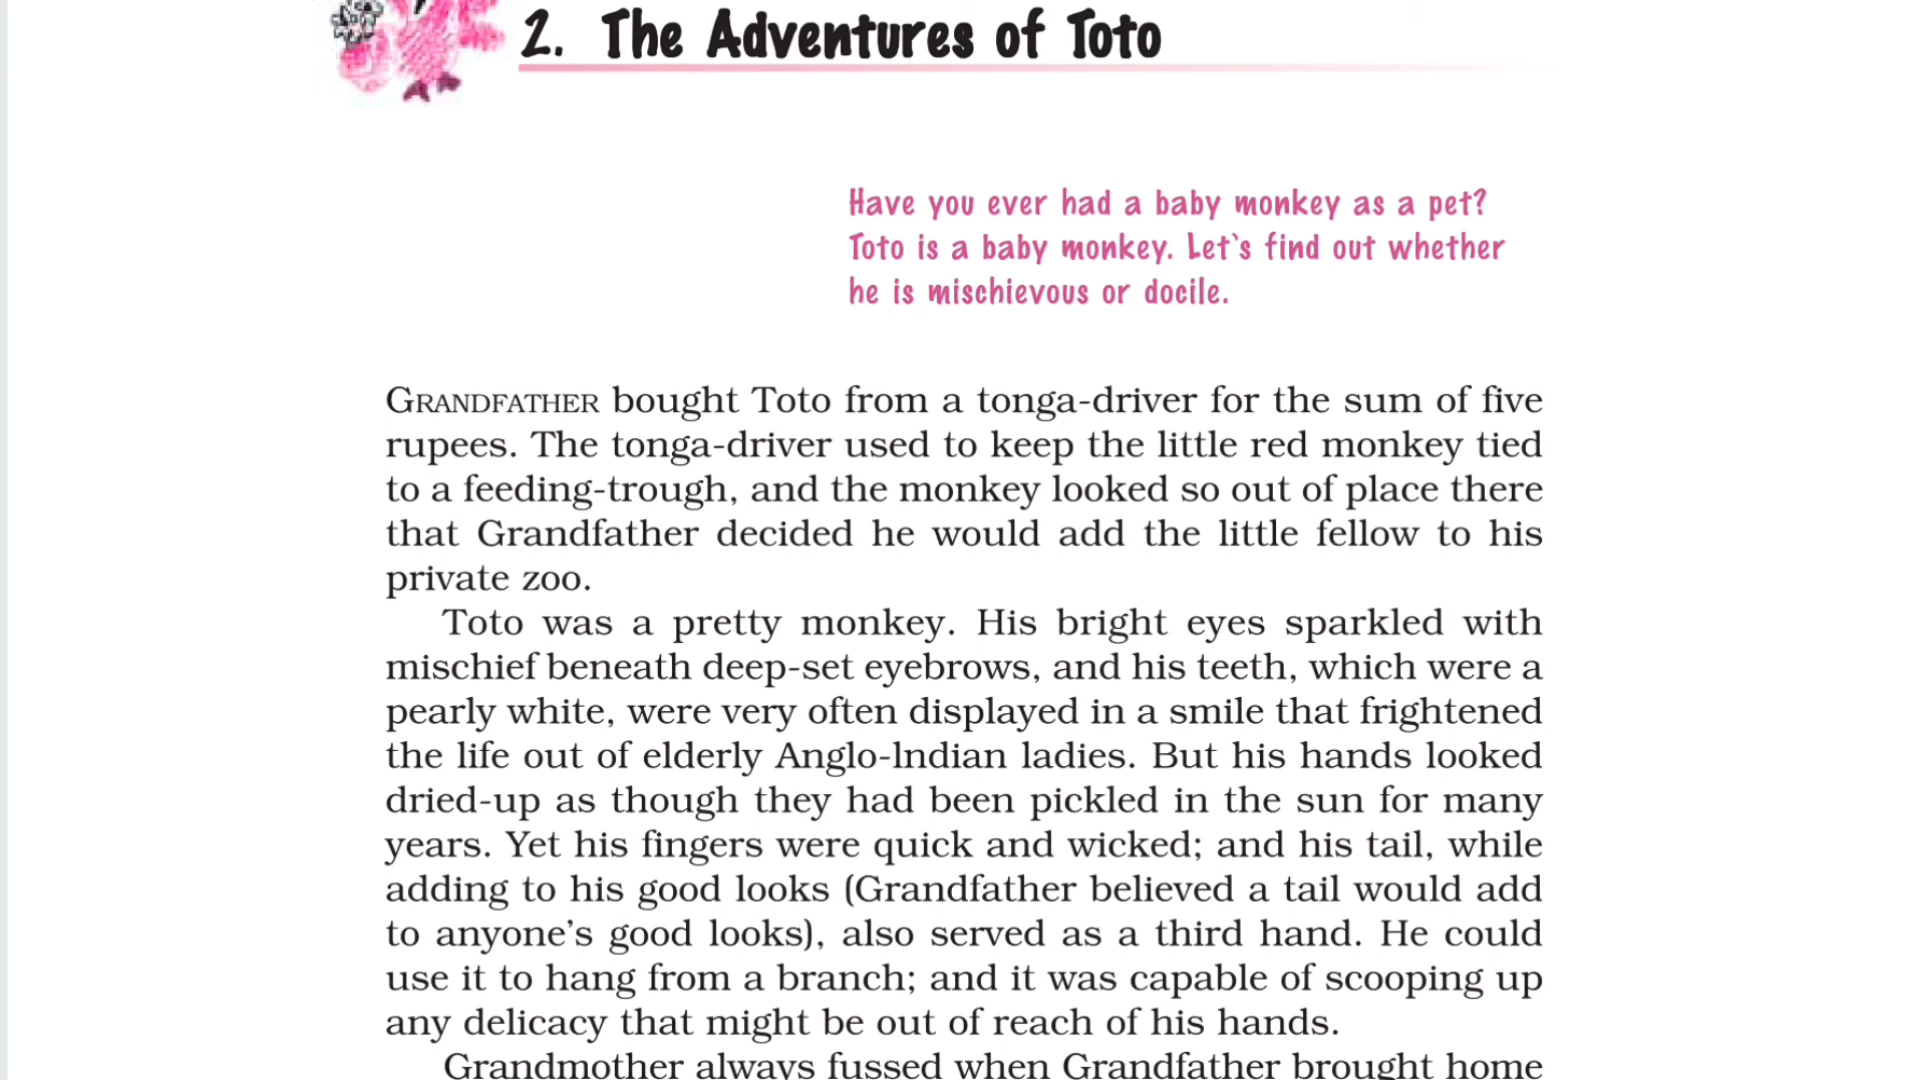 2. The Adventures of Toto
Have you ever had a baby monkey as a pet?
Toto is a baby monkey. Let's find out whether
he is mischievous or docile.
GRANDFATHER bought Toto from a tonga-driver for the sum of five
rupees. The tonga-driver used to keep the little red monkey tied
to a feeding-trough, and the monkey looked so out of place there
that Grandfather decided he would add the little fellow to his
private zoo.
Toto was a pretty monkey. His bright eyes sparkled with
mischief beneath deep-set eyebrows, and his teeth, which were a
pearly white, were very often displayed in a smile that frightened
the life out of elderly Anglo-lndian ladies. But his hands looked
dried-up as though they had been pickled in the sun for many
years. Yet his fingers were quick and wicked; and his tail, while
adding to his good looks (Grandfather believed a tail would add
to anyone's good looks), also served as a third hand. He could
use it to hang from a branch; and it was capable of scooping up
any delicacy that might be out of reach of his hands.
Grandmother always fussed when Grandfather brought home